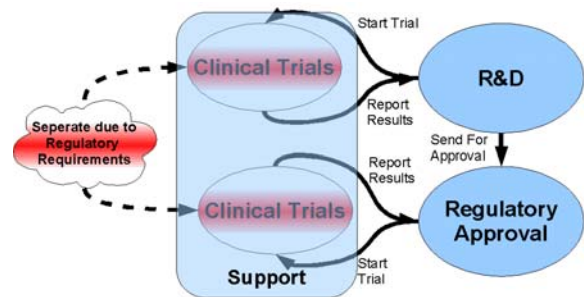 Start Trial
Clinical Trials
R&D
Report
Results
Seperate due to
Regulatory
Requirements
Send For
Approval
Report
Results
Clinical Trials
Regulatory
Approval
Start
Trial
Support